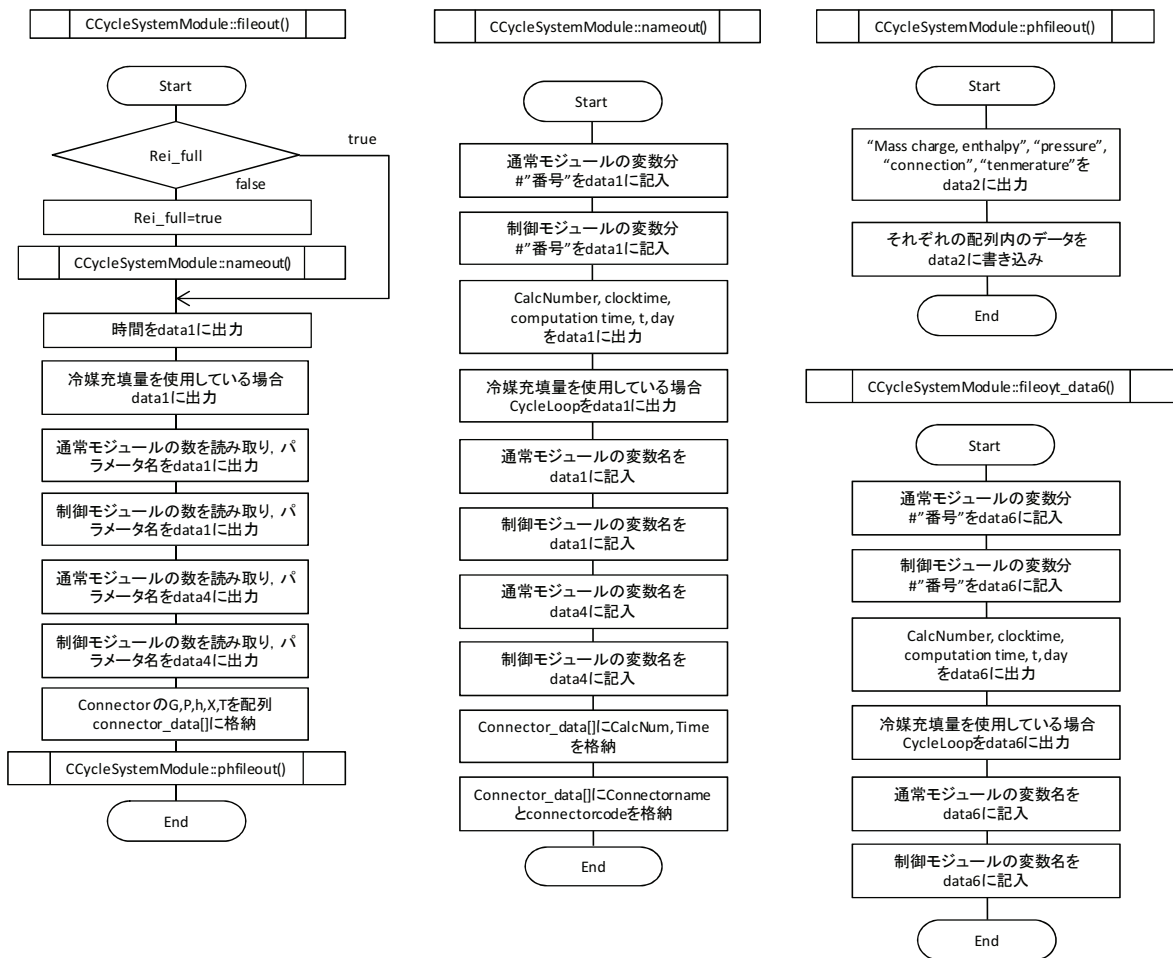 CCycleSystemModule::fileout()
Start
Rei_full
true
false
Rei_full=true
CCycleSystemModule::nameout()
時間をdata1に出力
冷媒充填量を使用している場合
data1に出力
通常モジュールの数を読み取り, パ
ラメータ名をdata1に出力
制御モジュールの数を読み取り, パ
ラメータ名をdata1に出力
通常モジュールの数を読み取り, パ
ラメータ名をdata4に出力
制御モジュールの数を読み取り, パ
ラメータ名をdata4に出力
ConnectorのG,P,h,X,Tを配列
connector_data[]に格納
CCycleSystemModule::phfileout()
End
CCycleSystemModule::nameout()
Start
通常モジュールの変数分
#”番号”をdata1に記入
制御モジュールの変数分
#”番号”をdata1に記入
CalcNumber, clocktime,
computation time, t, day
をdata1に出力
冷媒充填量を使用している場合
CycleLoopをdata1に出力
通常モジュールの変数名を
data1に記入
制御モジュールの変数名を
data1に記入
通常モジュールの変数名を
data4に記入
制御モジュールの変数名を
data4に記入
Connector_data[]にCalcNum, Time
を格納
Connector_data[]にConnectorname
とconnectorcodeを格納
End
CCycleSystemModule::phfileout()
Start
“Mass charge, enthalpy”, “pressure”,
“connection”, “tenmerature”を
data2に出力
それぞれの配列内のデータを
data2に書き込み
End
CCycleSystemModule::fileoyt_data6()
Start
通常モジュールの変数分
#”番号”をdata6に記入
制御モジュールの変数分
#”番号”をdata6に記入
CalcNumber, clocktime,
computation time, t, day
をdata6に出力
冷媒充填量を使用している場合
CycleLoopをdata6に出力
通常モジュールの変数名を
data6に記入
制御モジュールの変数名を
data6に記入
End